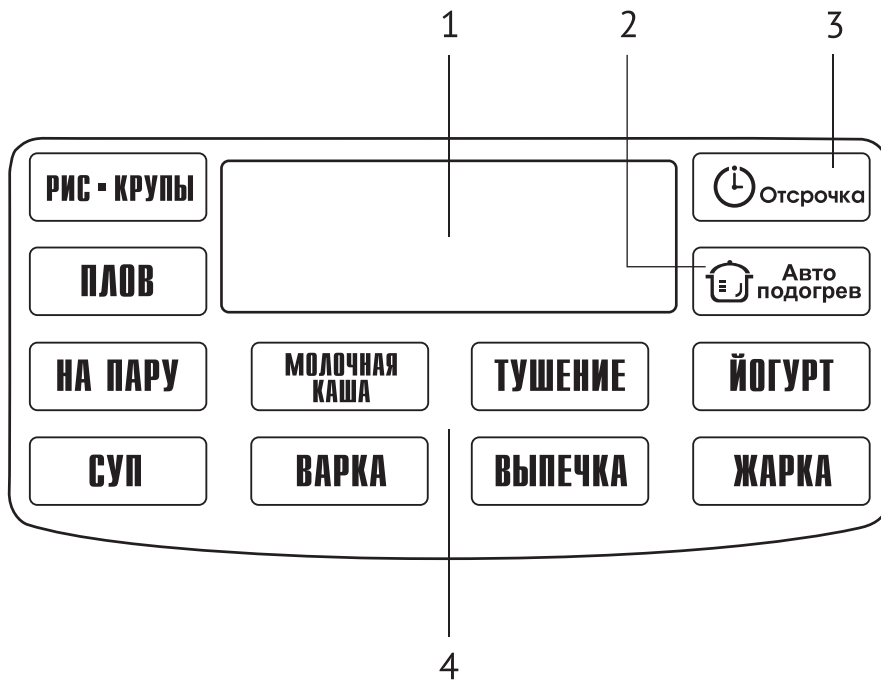 1 2 3
РИС ▪ КРУПЫ
Отсрочка
ПЛОВ
Авто
подогрев
НА ПАРУ
МОЛОЧНАЯ
КАША
ТУШЕНИЕ
ЙОГУРТ
СУП
ВАРКА
ВЫПЕЧКА
ЖАРКА
4